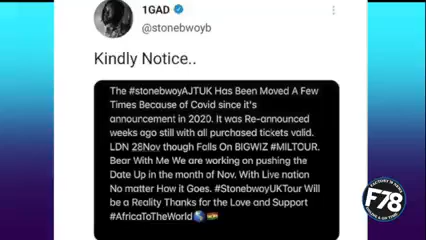 1GAD
@stonebwoyb
Kindly Notice..
The #stonebwoyAJTUK Has Been Moved A Few
Times Because of Covid since it's
announcement in 2020. It was Re-announced
weeks ago still with all purchased tickets valid.
LDN 28Nov though Falls On BIGWIZ #MILTOUR.
Bear With Me We are working on pushing the
Date Up in the month of Nov. With Live nation
No matter How it Goes. #StonebwoyUKTour Will
be a Reality Thanks for the Love and Support
#AfricaToTheWorld🌎 🇬🇭
F78